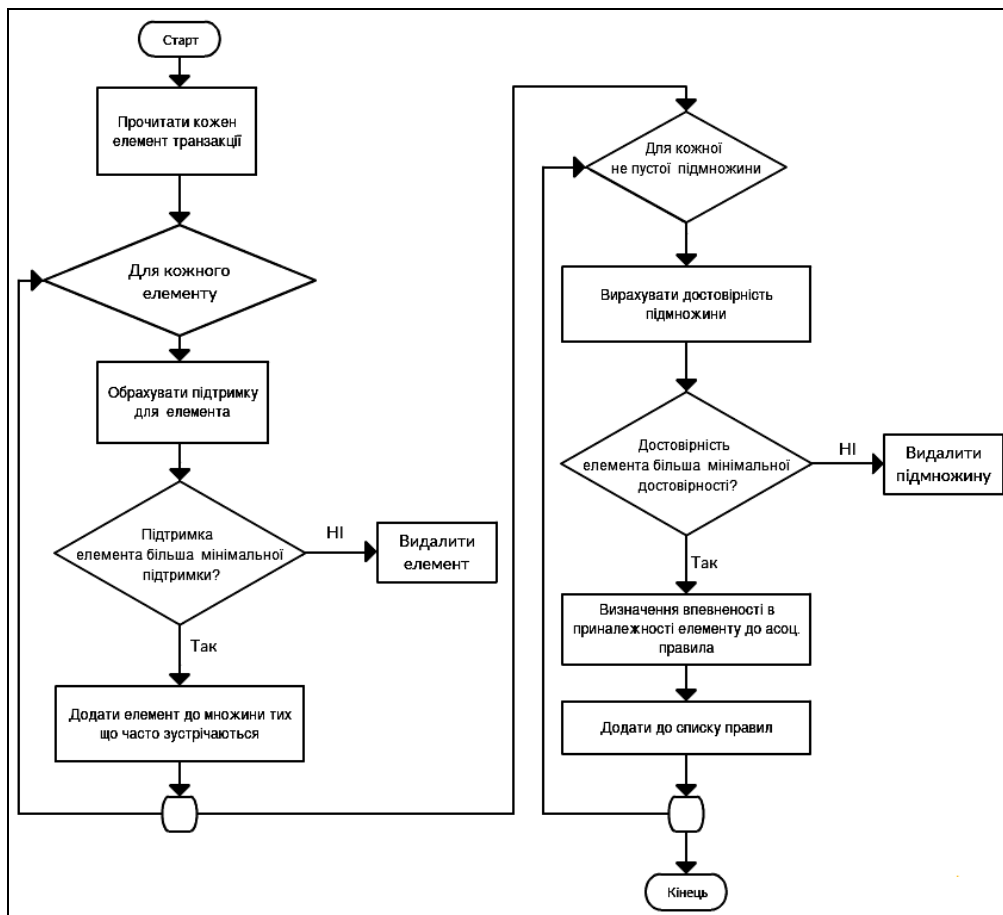 Старт
Прочитати кожен
елемент транзакції
Для кожного
елементу
Обрахувати підтримку
для елемента
Підтримка
елемента більша мінімальної
підтримки?
НІ
Видалити
елемент
Так
Додати елемент до множини тих
що часто зустрічаються
Для кожної
не пустої підмножини
Вирахувати достовірність
підмножини
Достовірність
елемента більша мінімальної
достовірності?
НІ
Видалити
підмножину
Так
Визначення впевненості в
приналежності елементу до асоц.
правила
Додати до списку правил
Кінець